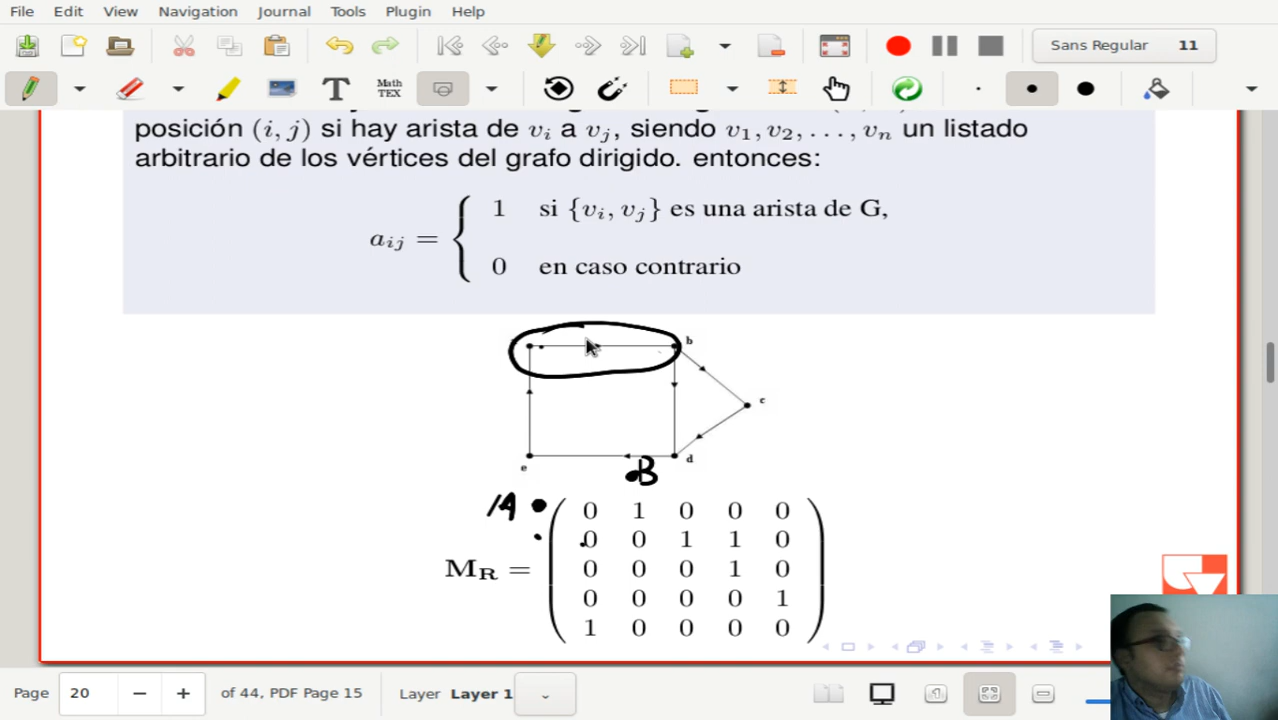 File Edit View Navigation Journal Tools Plugin Help
Sans Regular 11
T Math TEX
posición (i, j) si hay arista de v_i a v_j, siendo v_1, v_2, . . . , v_n un listado
arbitrario de los vértices del grafo dirigido. entonces:
1 si {v_i, v_j} es una arista de G,
a_ij = {
0 en caso contrario
b
c
d
e
B
A
0 1 0 0 0
0 0 1 1 0
M_R = 0 0 0 1 0
0 0 0 0 1
1 0 0 0 0
Page 20 − + of 44, PDF Page 15 Layer Layer 1